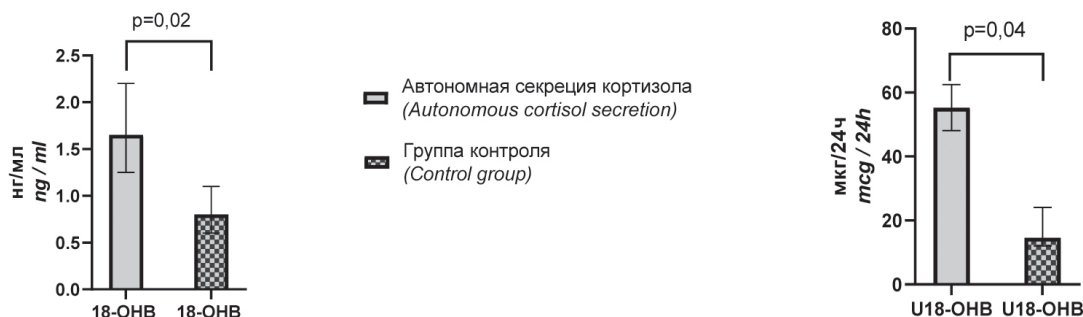 p=0,02
2.5
2.0
1.5
1.0
0.5
0.0
нг/мл
ng / ml
18-OHB 18-OHB
Автономная секреция кортизола
(Autonomous cortisol secretion)
Группа контроля
(Control group)
p=0,04
80
60
40
20
0
мкг/24ч
mcg / 24h
U18-OHB U18-OHB